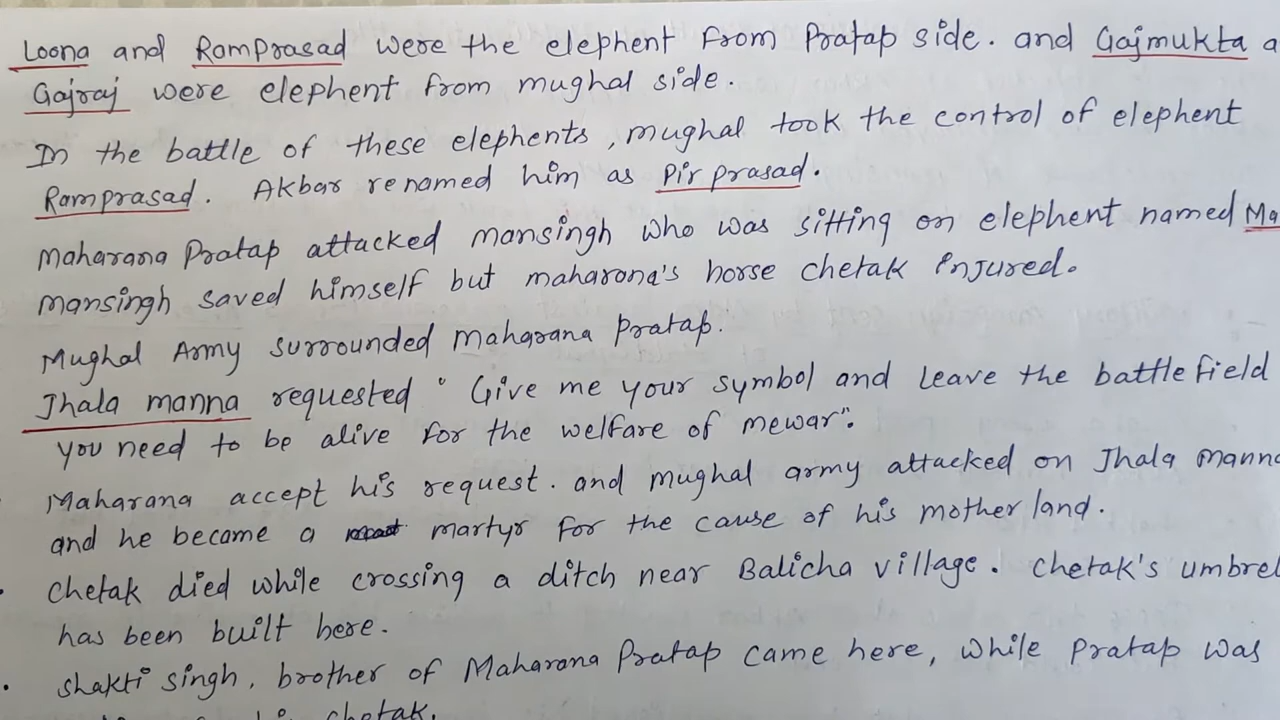 Loona and Ramprasad were the elephent from Pratap side. and Gajmukta a
Gajraj were elephent from mughal side.
In the battle of these elephents, mughal took the control of elephent
Ramprasad. Akbar renamed him as Pir prasad.
Maharana Pratap attacked mansingh who was sitting on elephent named Ma
mansingh saved himself but maharana's horse chetak injured.
Mughal Army surrounded Maharana Pratap.
Jhala manna requested " Give me your symbol and leave the battlefield
you need to be alive for the welfare of mewar".
Maharana accept his request. and mughal army attacked on Jhala manna
and he become a martyr for the cause of his mother land.
Chetak died while crossing a ditch near Balicha village. Chetak's umbrel
has been built here.
Shakti singh, brother of Maharana Pratap came here, while Pratap was
chetak.